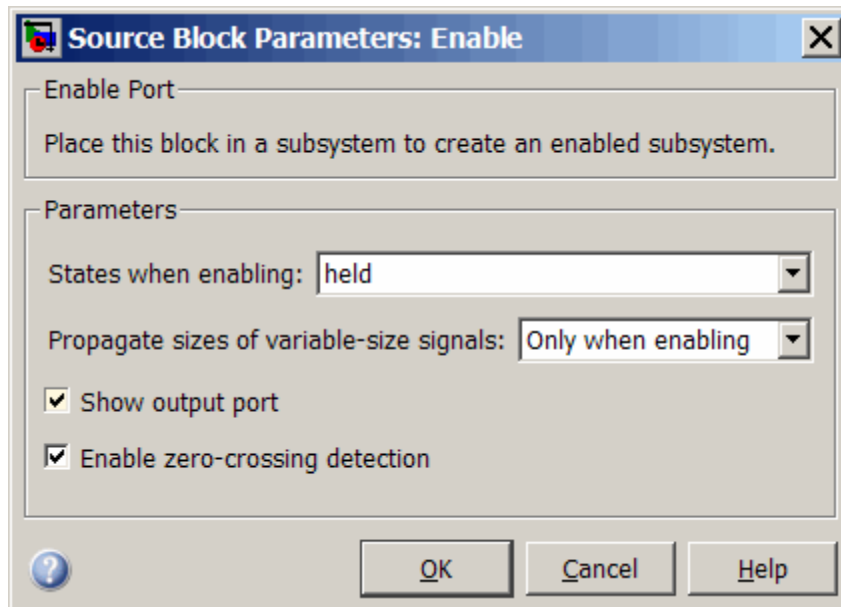 Source Block Parameters: Enable
Enable Port
Place this block in a subsystem to create an enabled subsystem.
Parameters
States when enabling: held
Propagate sizes of variable-size signals: Only when enabling
Show output port
Enable zero-crossing detection
? OK Cancel Help